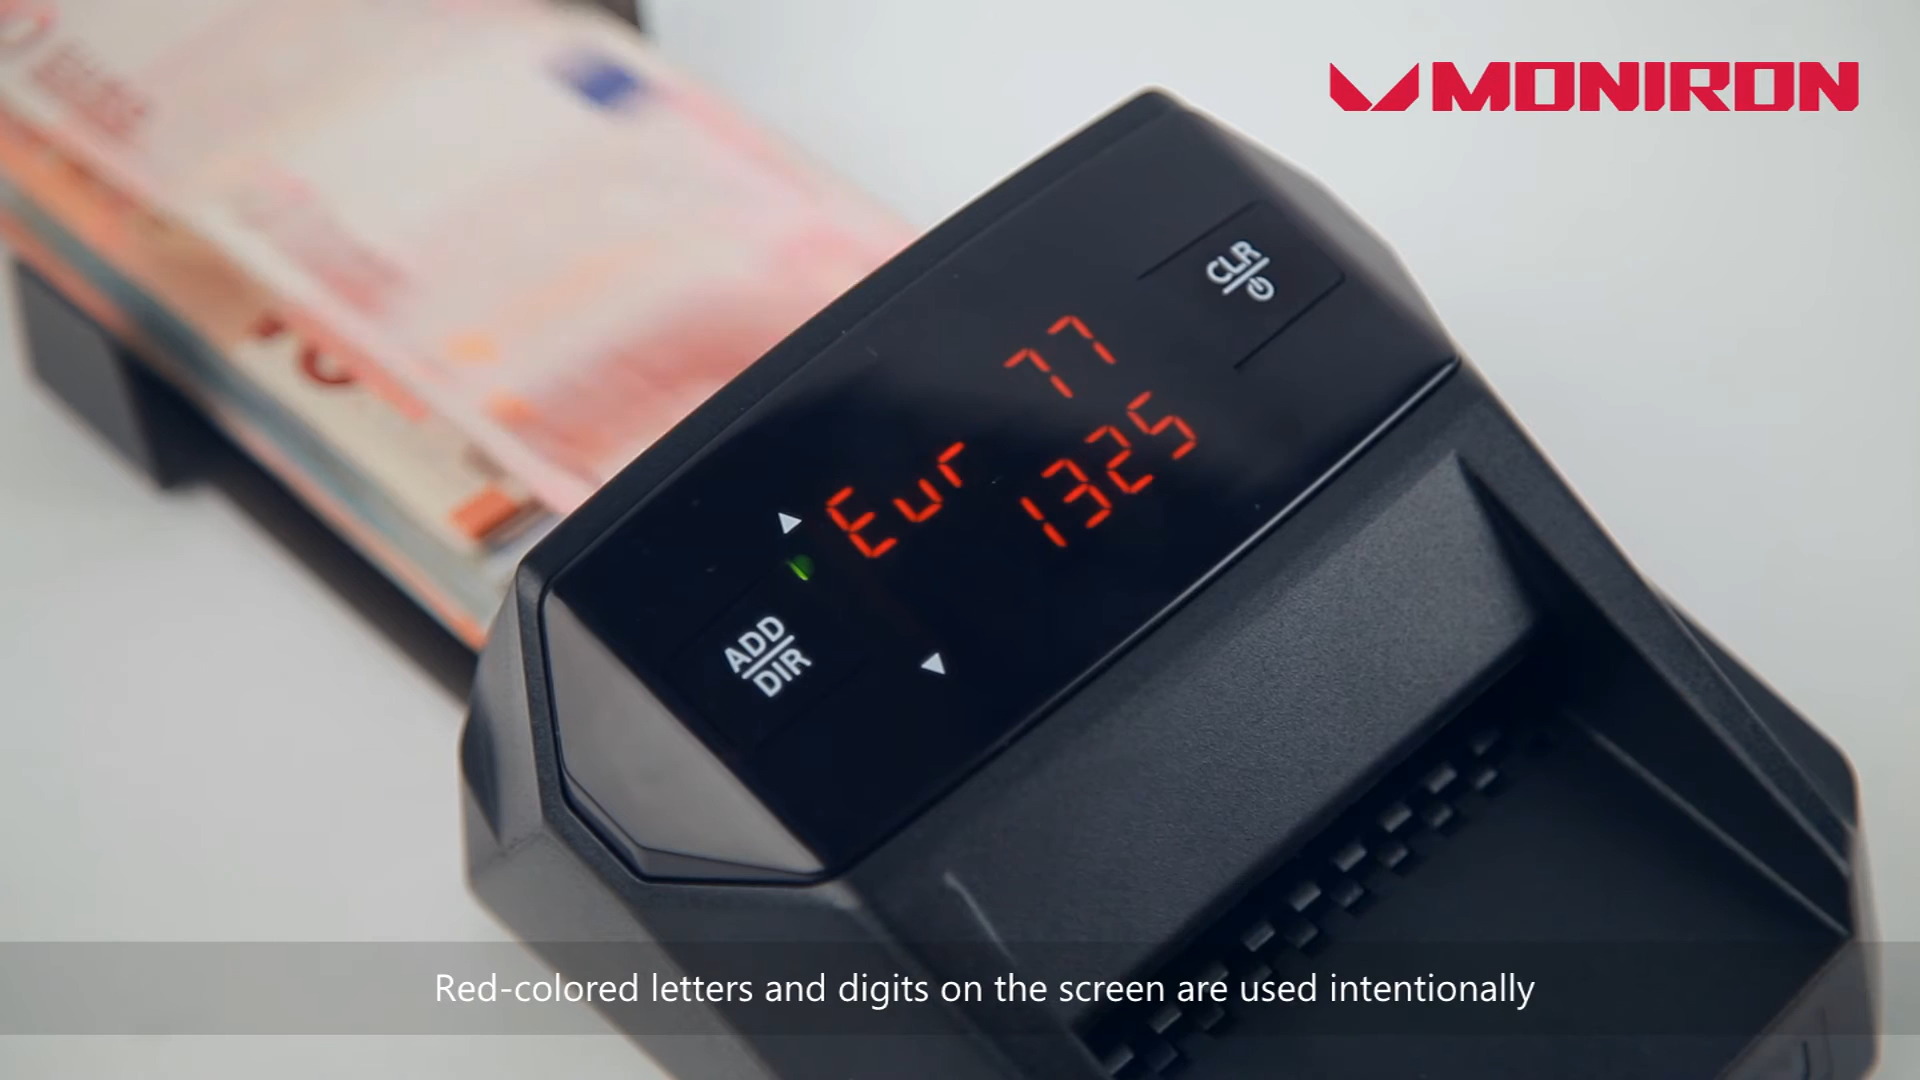 MONIRON
CLR
Eur 77
1325
ADD
DIR
Red-colored letters and digits on the screen are used intentionally